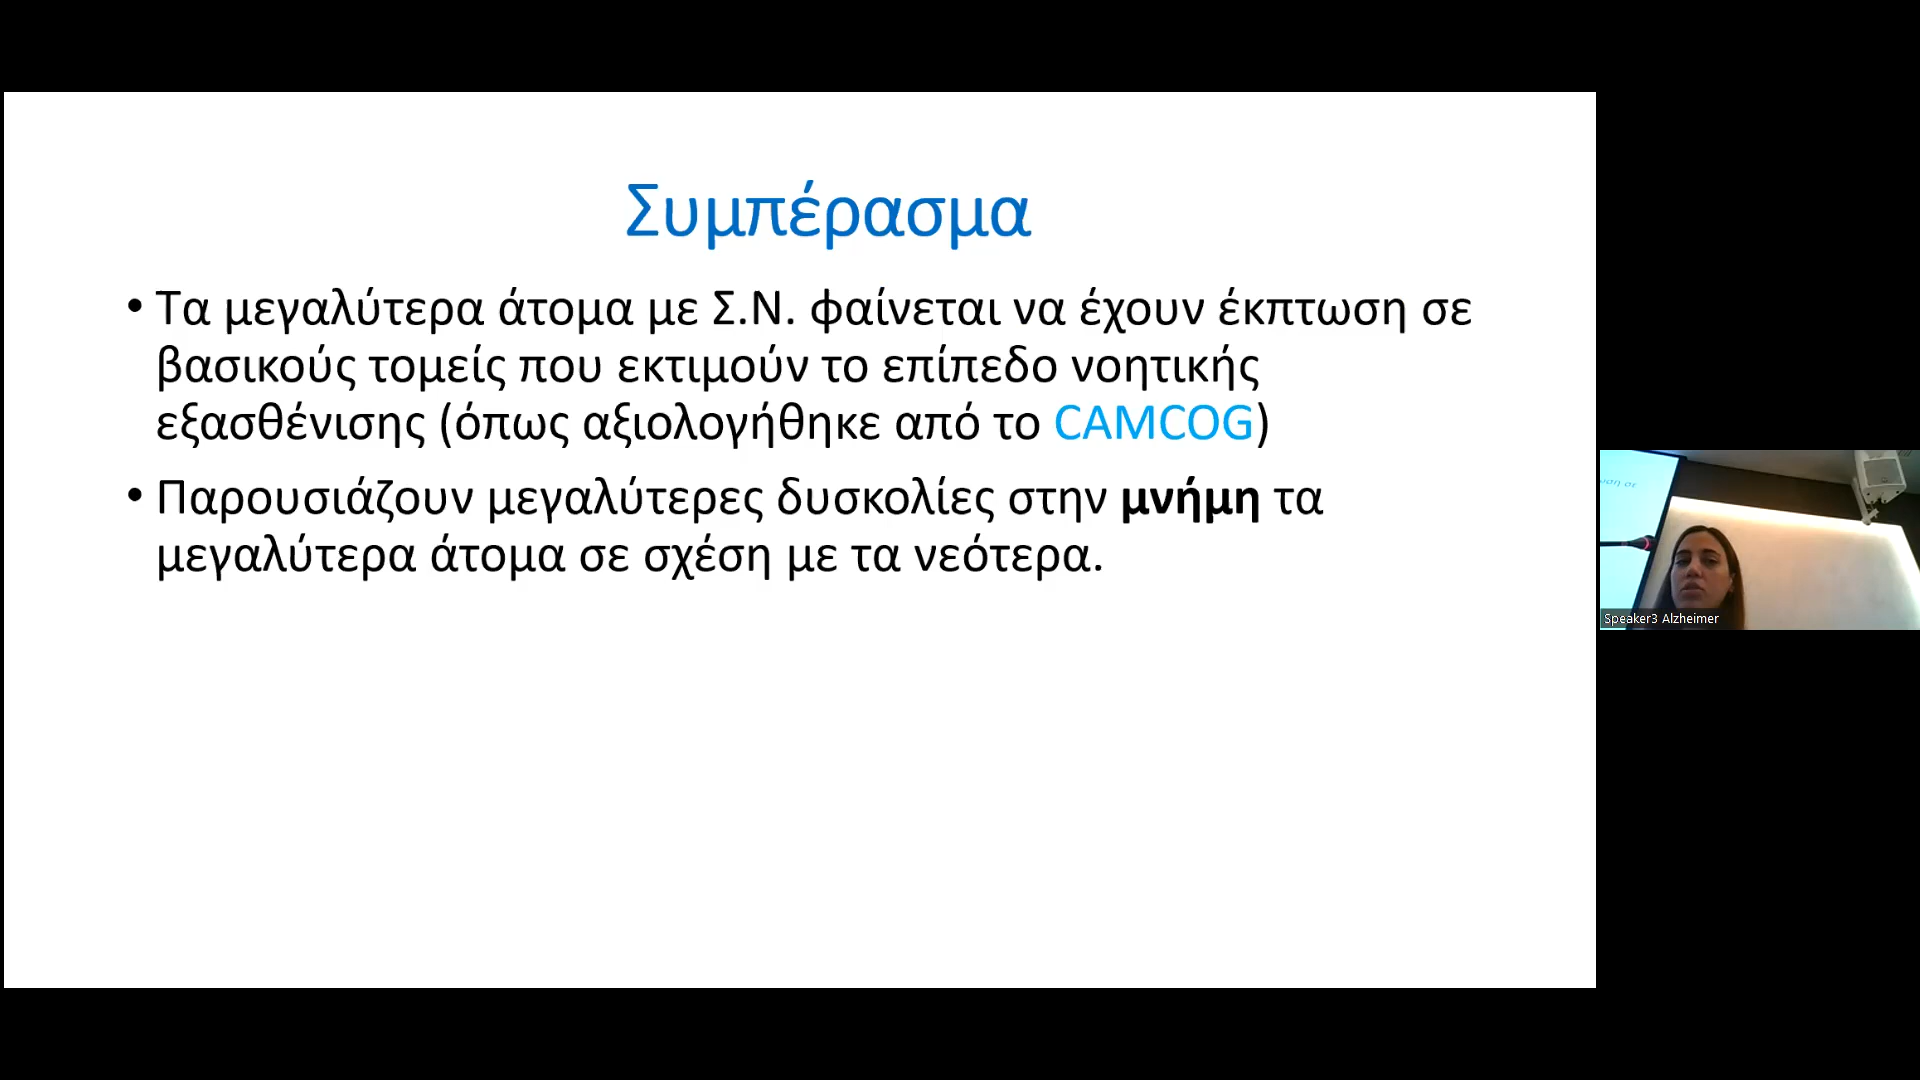 Συμπέρασμα
• Τα μεγαλύτερα άτομα με Σ.Ν. φαίνεται να έχουν έκπτωση σε
βασικούς τομείς που εκτιμούν το επίπεδο νοητικής
εξασθένισης (όπως αξιολογήθηκε από το CAMCOG)
• Παρουσιάζουν μεγαλύτερες δυσκολίες στην μνήμη τα
μεγαλύτερα άτομα σε σχέση με τα νεότερα.
Speaker3 Alzheimer